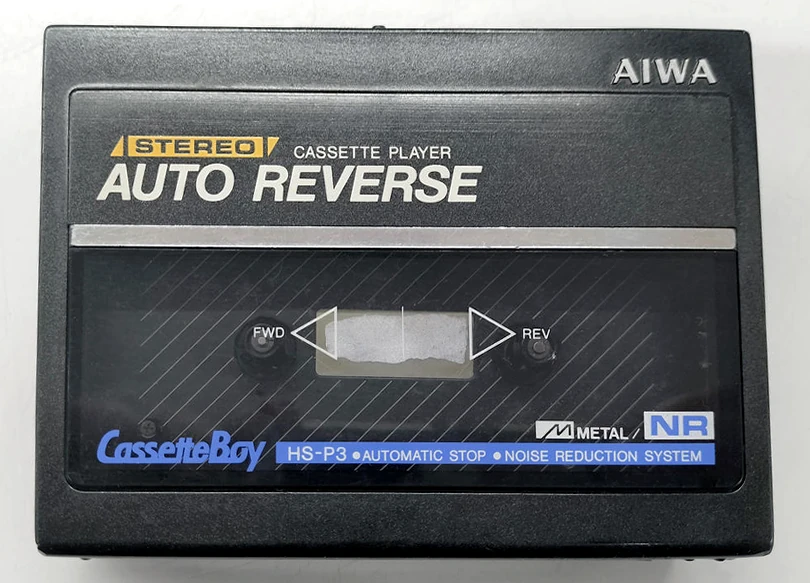 AIWA
STEREO CASSETTE PLAYER
AUTO REVERSE
FWD REV
METAL / NR
CassetteBoy HS-P3 •AUTOMATIC STOP •NOISE REDUCTION SYSTEM